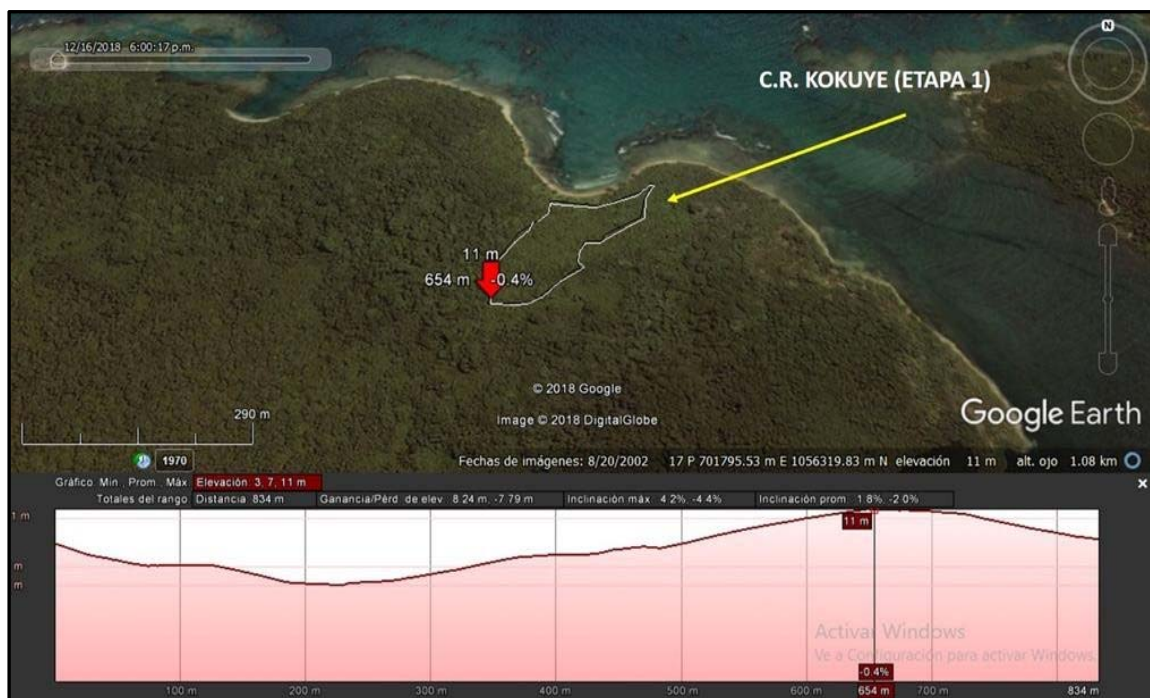 12/16/2018 6:00:17 p.m.
N
C.R. KOKUYE (ETAPA 1)
11 m
654 m -0.4%
© 2018 Google
Image © 2018 DigitalGlobe
290 m
Google Earth
1970
Fechas de imágenes: 8/20/2002 17 P 701795.53 m E 1056319.83 m N elevación 11 m alt. ojo 1.08 km
Gráfico: Mín., Prom., Máx. Elevación: 3, 7, 11 m
Totales del rango: Distancia: 834 m Ganancia/Pérd. de elev.: 8.24 m, -7.79 m Inclinación máx.: 4.2%, -4.4% Inclinación prom.: 1.8%, -2.0%
1 m
11 m
m
m
Activar Windows
Ve a Configuración para activar Windows.
-0.4%
100 m 200 m 300 m 400 m 500 m 600 m 654 m 700 m 834 m